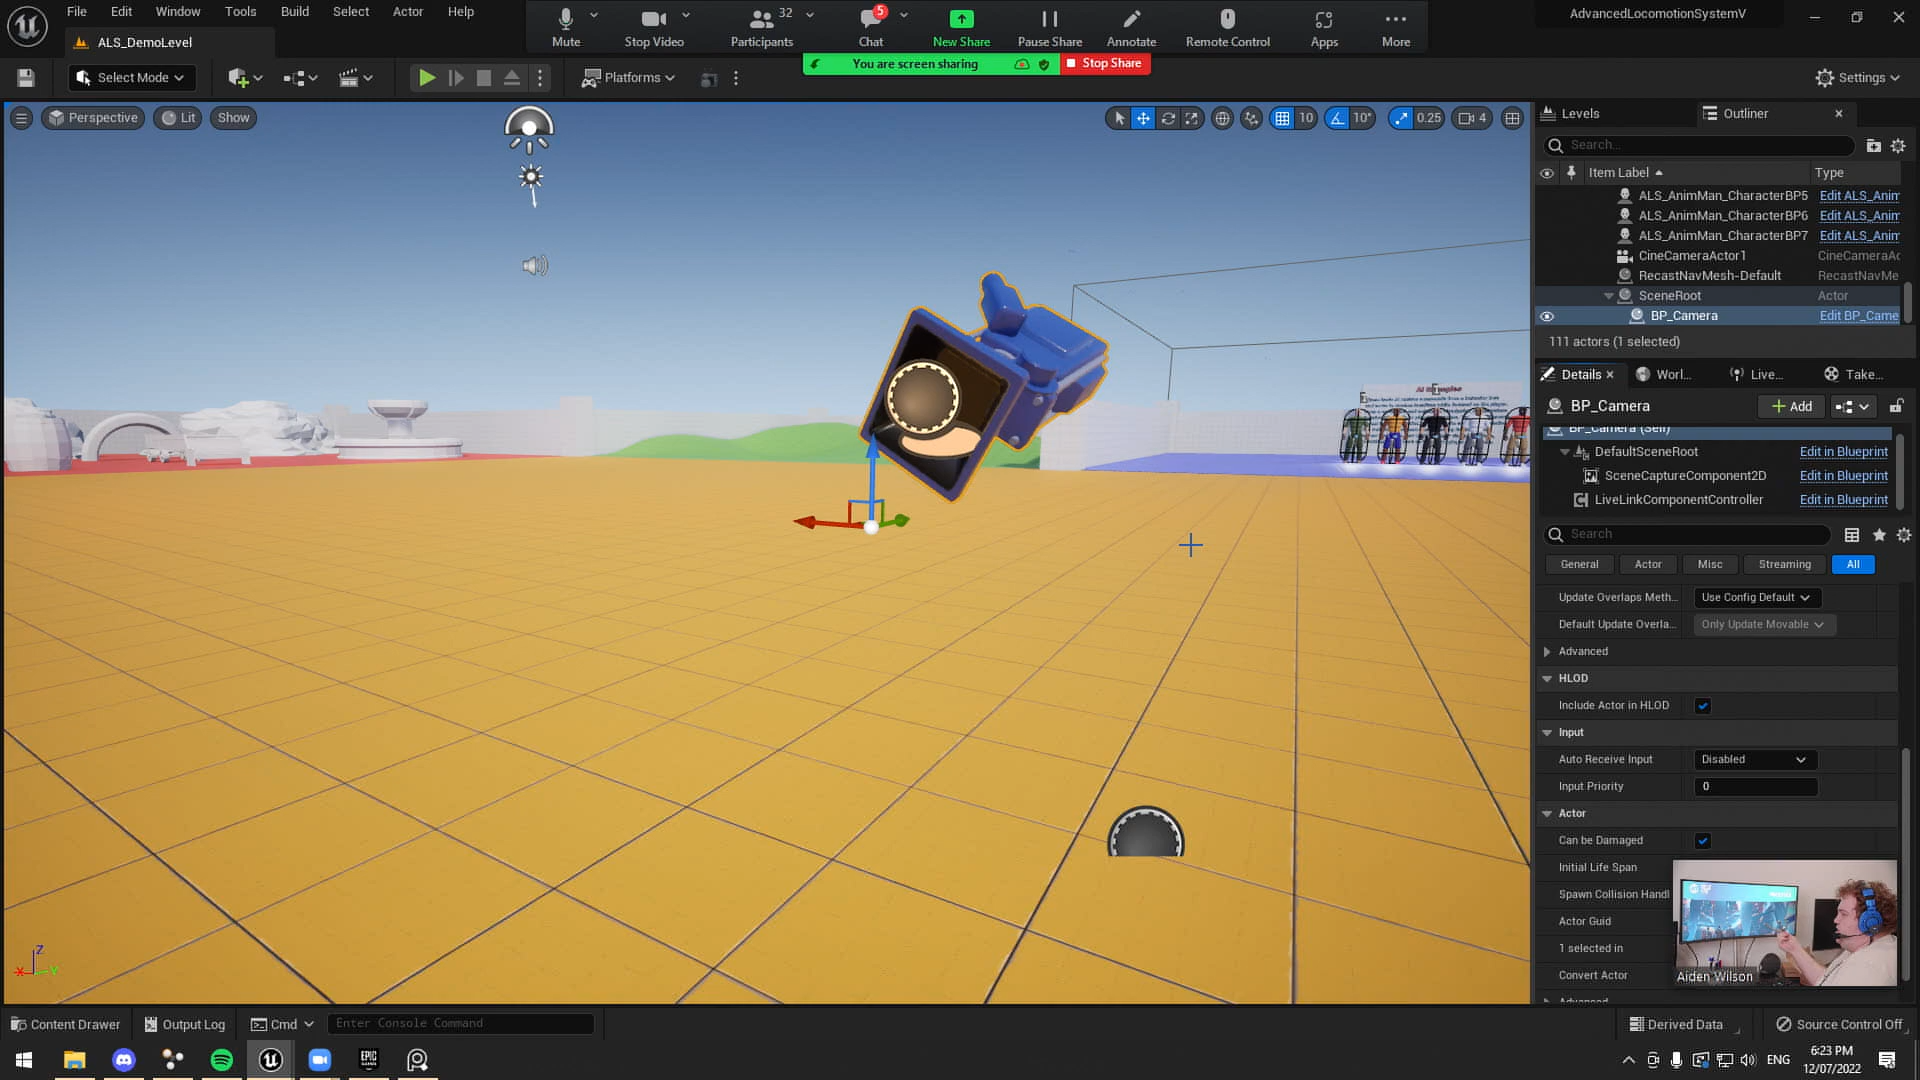 File Edit Window Tools Build Select Actor Help
ALS_DemoLevel
Mute
Stop Video
32
Participants
5
Chat
New Share
Pause Share
Annotate
Remote Control
Apps
More
AdvancedLocomotionSystemV
You are screen sharing
Stop Share
Select Mode
Platforms
Settings
Perspective
Lit
Show
10
10°
0.25
4
Levels
Outliner
Search...
Item Label
Type
ALS_AnimMan_CharacterBP5 Edit ALS_Anim
ALS_AnimMan_CharacterBP6 Edit ALS_Anim
ALS_AnimMan_CharacterBP7 Edit ALS_Anim
CineCameraActor1 CineCameraAc
RecastNavMesh-Default RecastNavMe
SceneRoot Actor
BP_Camera Edit BP_Came
111 actors (1 selected)
Details
Worl...
Live...
Take...
BP_Camera
Add
BP_Camera (Self)
DefaultSceneRoot Edit in Blueprint
SceneCaptureComponent2D Edit in Blueprint
LiveLinkComponentController Edit in Blueprint
Search
General Actor Misc Streaming All
Update Overlaps Meth... Use Config Default
Default Update Overla... Only Update Movable
Advanced
HLOD
Include Actor in HLOD
Input
Auto Receive Input Disabled
Input Priority 0
Actor
Can be Damaged
Initial Life Span
Spawn Collision Handl
Actor Guid
1 selected in
Convert Actor
Advanced
Aiden Wilson
Z
X
Y
Content Drawer
Output Log
Cmd
Enter Console Command
Derived Data
Source Control Off
EPIC
ENG
6:23 PM
12/07/2022